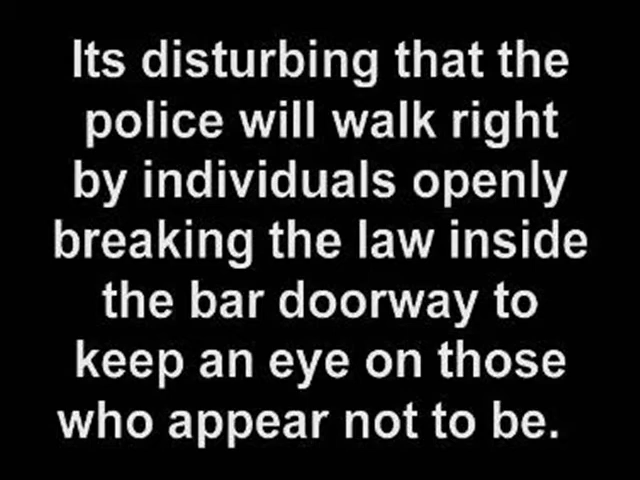 Its disturbing that the
police will walk right
by individuals openly
breaking the law inside
the bar doorway to
keep an eye on those
who appear not to be.